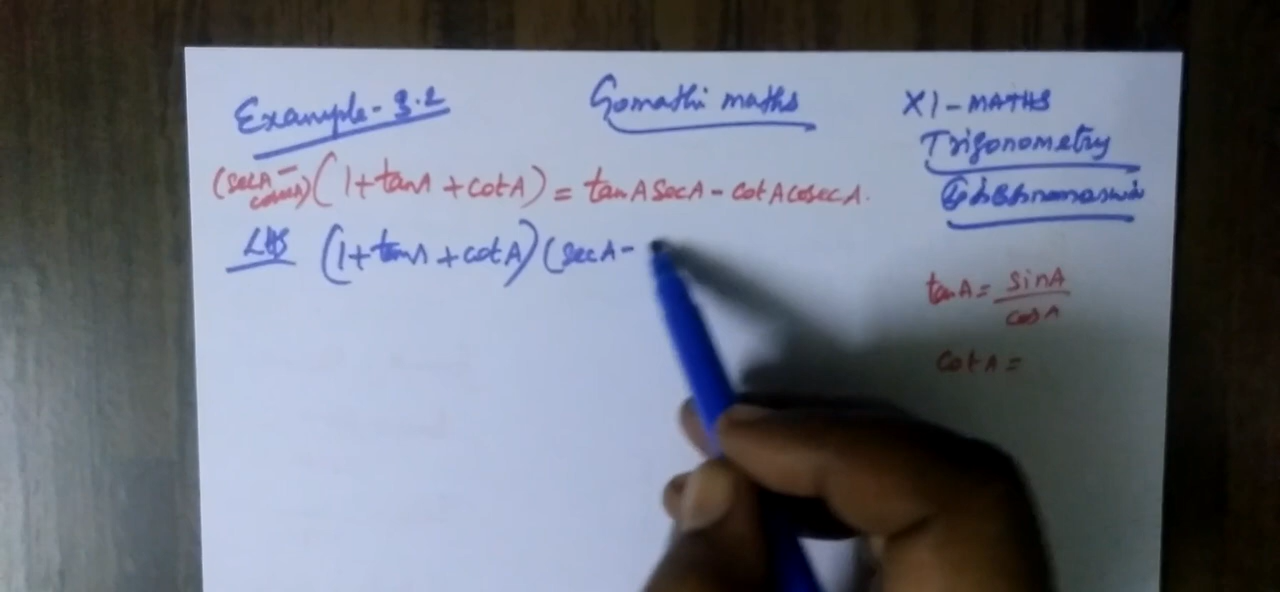 Example - 3.2
Gomathi maths
XI - MATHS
Trigonometry
(secA - cosecA) (1 + tanA + cotA) = tanA secA - cotA cosecA.
LHS (1 + tanA + cotA) (secA -
tanA = sinA / cosA
cotA =